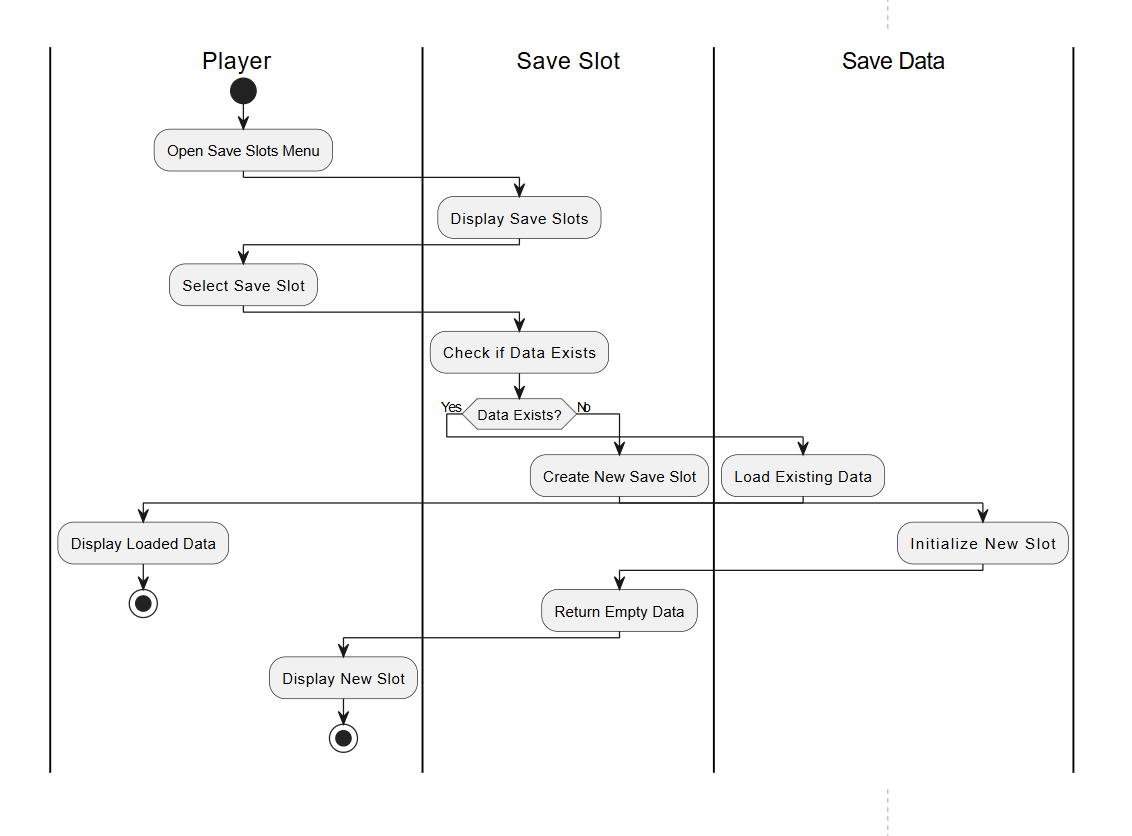 Player
Save Slot
Save Data
Open Save Slots Menu
Display Save Slots
Select Save Slot
Check if Data Exists
Yes
Data Exists?
No
Create New Save Slot
Load Existing Data
Display Loaded Data
Initialize New Slot
Return Empty Data
Display New Slot